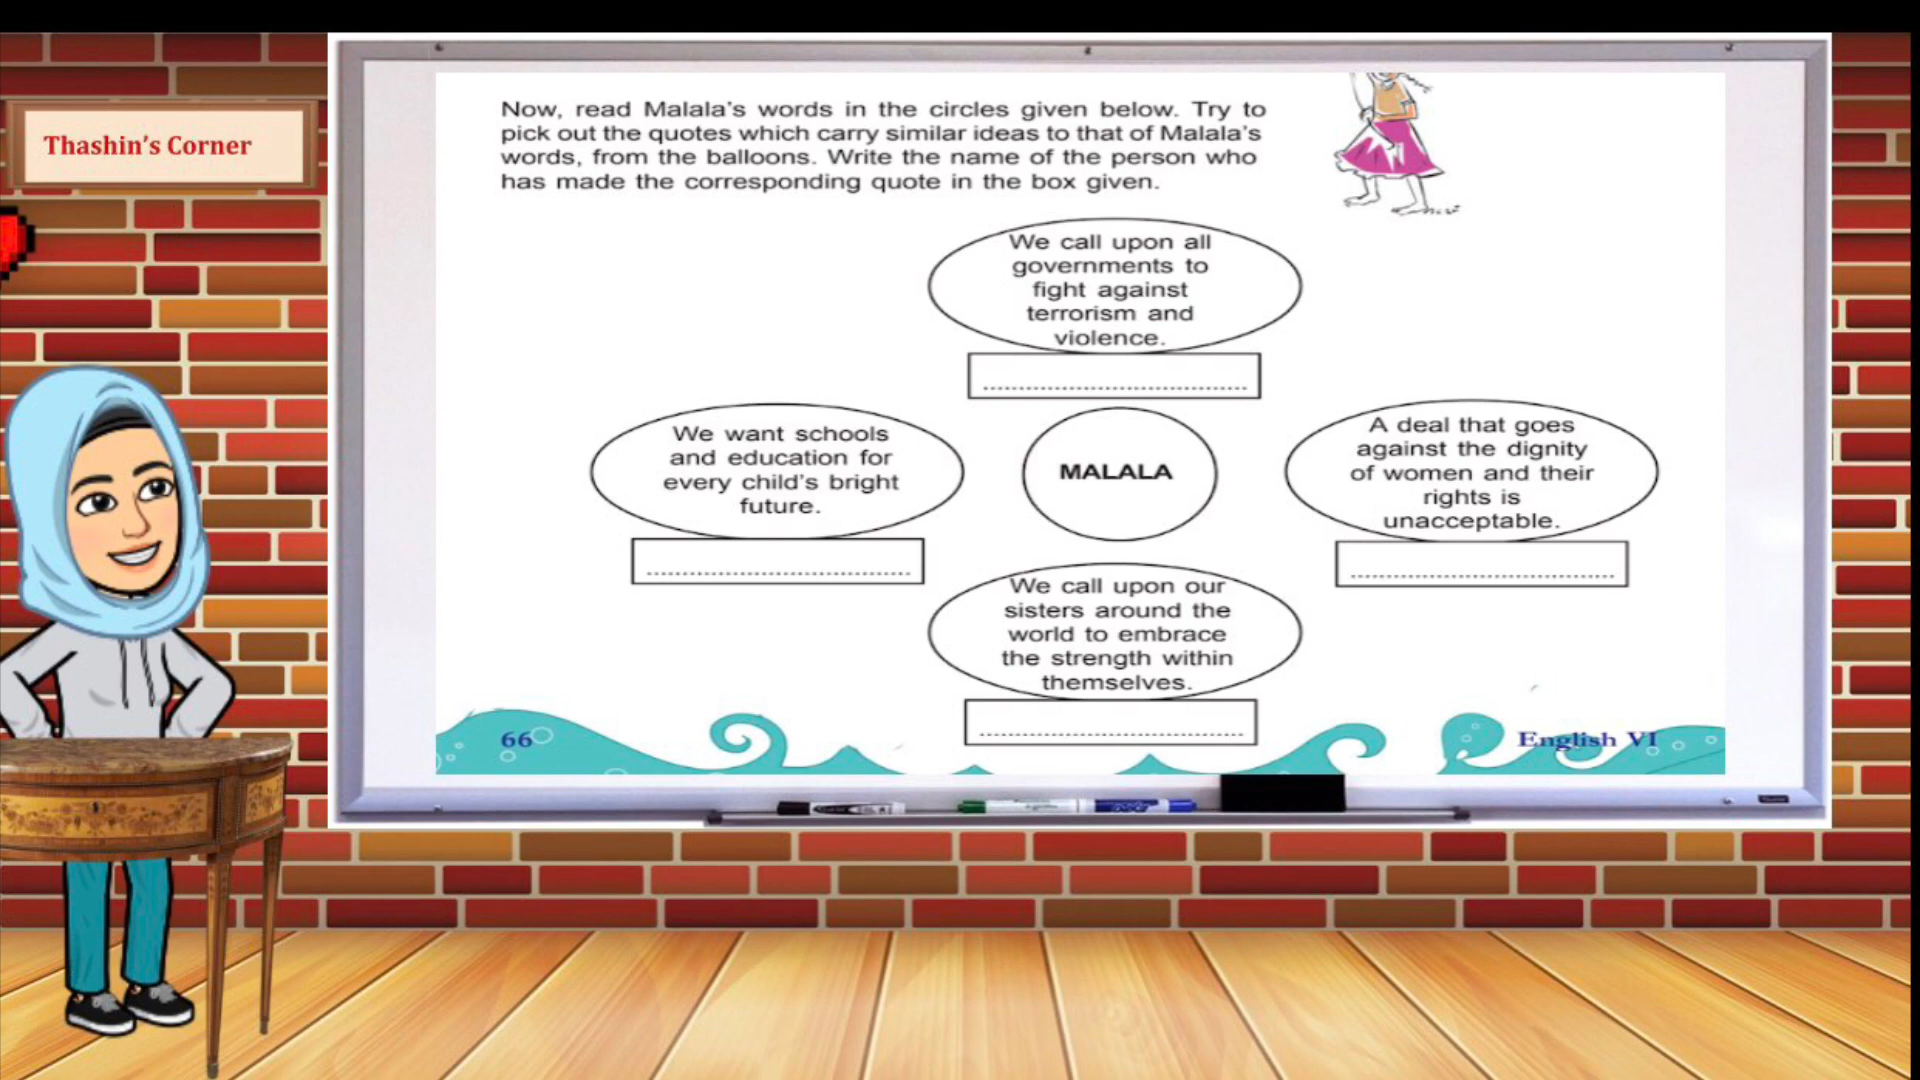 Thashin's Corner
Now, read Malala's words in the circles given below. Try to
pick out the quotes which carry similar ideas to that of Malala's
words, from the balloons. Write the name of the person who
has made the corresponding quote in the box given.
We call upon all
governments to
fight against
terrorism and
violence.
We want schools
and education for
every child's bright
future.
MALALA
A deal that goes
against the dignity
of women and their
rights is
unacceptable.
We call upon our
sisters around the
world to embrace
the strength within
themselves.
66
English VI